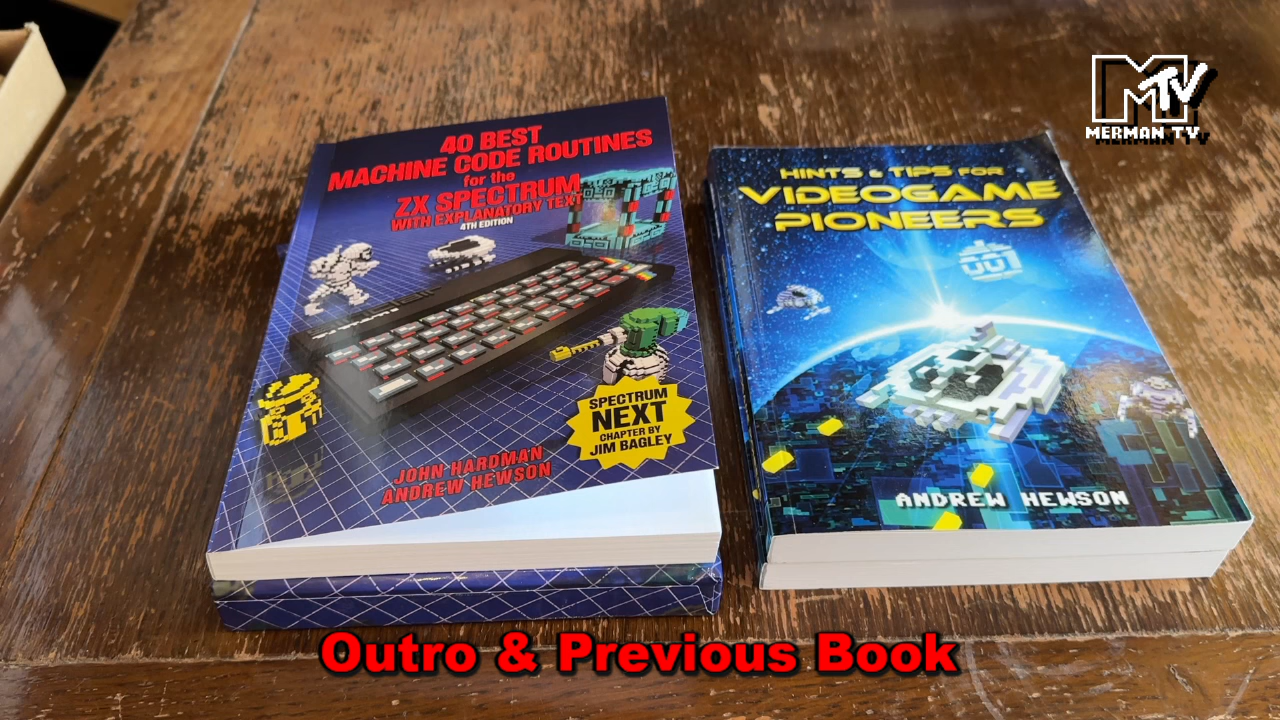 MTV
MERMAN TV
40 BEST
MACHINE CODE ROUTINES
for the
ZX SPECTRUM
WITH EXPLANATORY TEXT
4TH EDITION
SPECTRUM
NEXT
CHAPTER BY
JIM BAGLEY
JOHN HARDMAN
ANDREW HEWSON
HINTS & TIPS FOR
VIDEOGAME
PIONEERS
001
ANDREW HEWSON
Outro & Previous Book